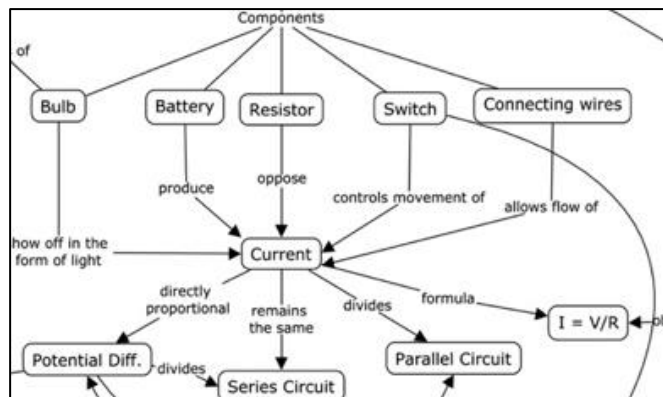 Components
of
Bulb
Battery
Resistor
Switch
Connecting wires
produce
oppose
controls movement of
allows flow of
how off in the
form of light
Current
directly
proportional
remains
the same
divides
formula
I = V/R
Potential Diff.
divides
Series Circuit
Parallel Circuit